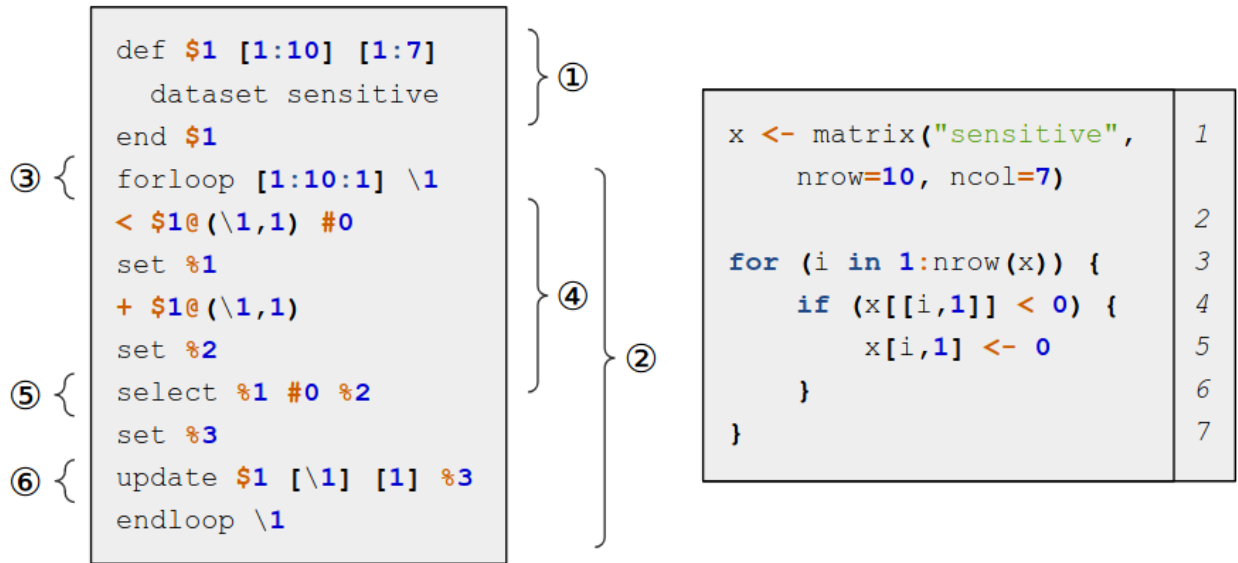 def $1 [1:10] [1:7]
dataset sensitive
end $1
forloop [1:10:1] \1
< $1@(\1,1) #0
set %1
+ $1@(\1,1)
set %2
select %1 #0 %2
set %3
update $1 [\1] [1] %3
endloop \1
①
②
③
④
⑤
⑥
x <- matrix("sensitive", 1
nrow=10, ncol=7)
2
for (i in 1:nrow(x)) { 3
if (x[[i,1]] < 0) { 4
x[i,1] <- 0 5
} 6
} 7